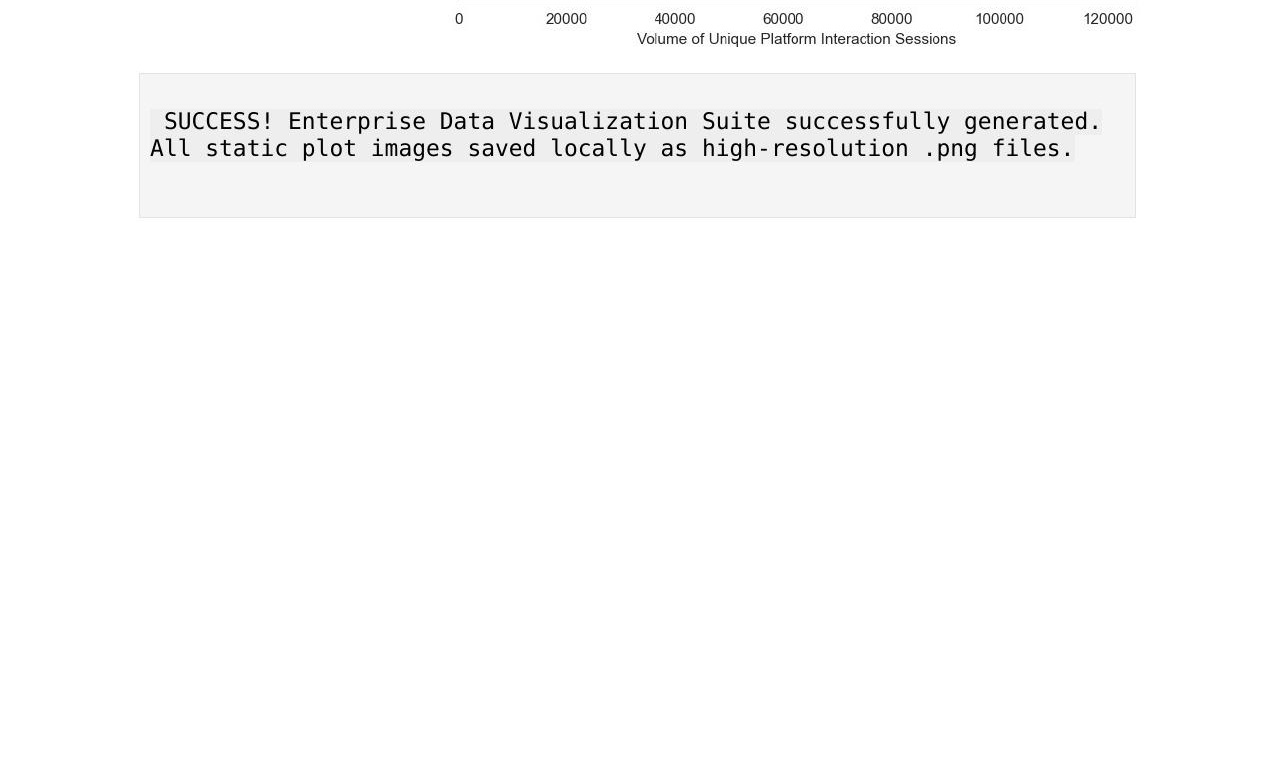 0 20000 40000 60000 80000 100000 120000
Volume of Unique Platform Interaction Sessions
SUCCESS! Enterprise Data Visualization Suite successfully generated.
All static plot images saved locally as high-resolution .png files.